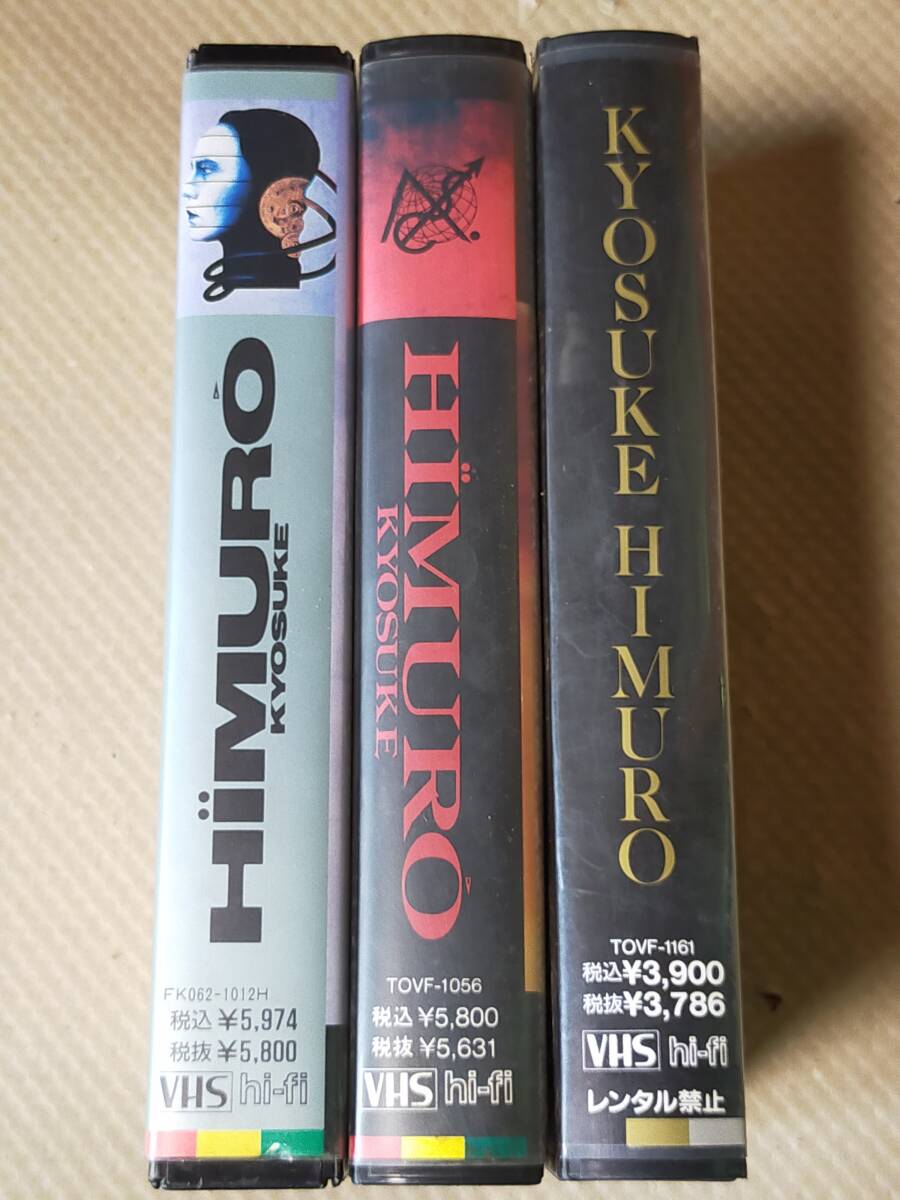 HÏMURO
KYOSUKE
FK062-1012H
税込 ¥5,974
税抜 ¥5,800
VHS hi-fi
HÏMURO
KYOSUKE
TOVF-1056
税込 ¥5,800
税抜 ¥5,631
VHS hi-fi
KYOSUKE HIMURO
TOVF-1161
税込¥3,900
税抜¥3,786
VHS hi-fi
レンタル禁止